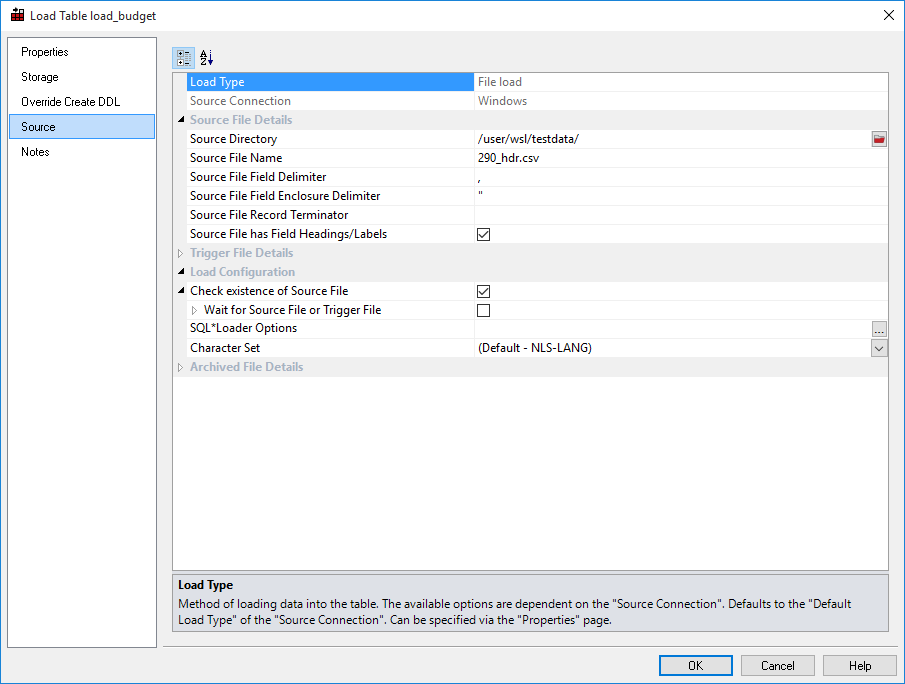 Load Table load_budget
Properties
Storage
Override Create DDL
Source
Notes
Load Type File load
Source Connection Windows
Source File Details
Source Directory /user/wsl/testdata/
Source File Name 290_hdr.csv
Source File Field Delimiter ,
Source File Field Enclosure Delimiter "
Source File Record Terminator
Source File has Field Headings/Labels
Trigger File Details
Load Configuration
Check existence of Source File
Wait for Source File or Trigger File
SQL*Loader Options ...
Character Set (Default - NLS-LANG)
Archived File Details
Load Type
Method of loading data into the table. The available options are dependent on the "Source Connection". Defaults to the "Default
Load Type" of the "Source Connection". Can be specified via the "Properties" page.
OK Cancel Help